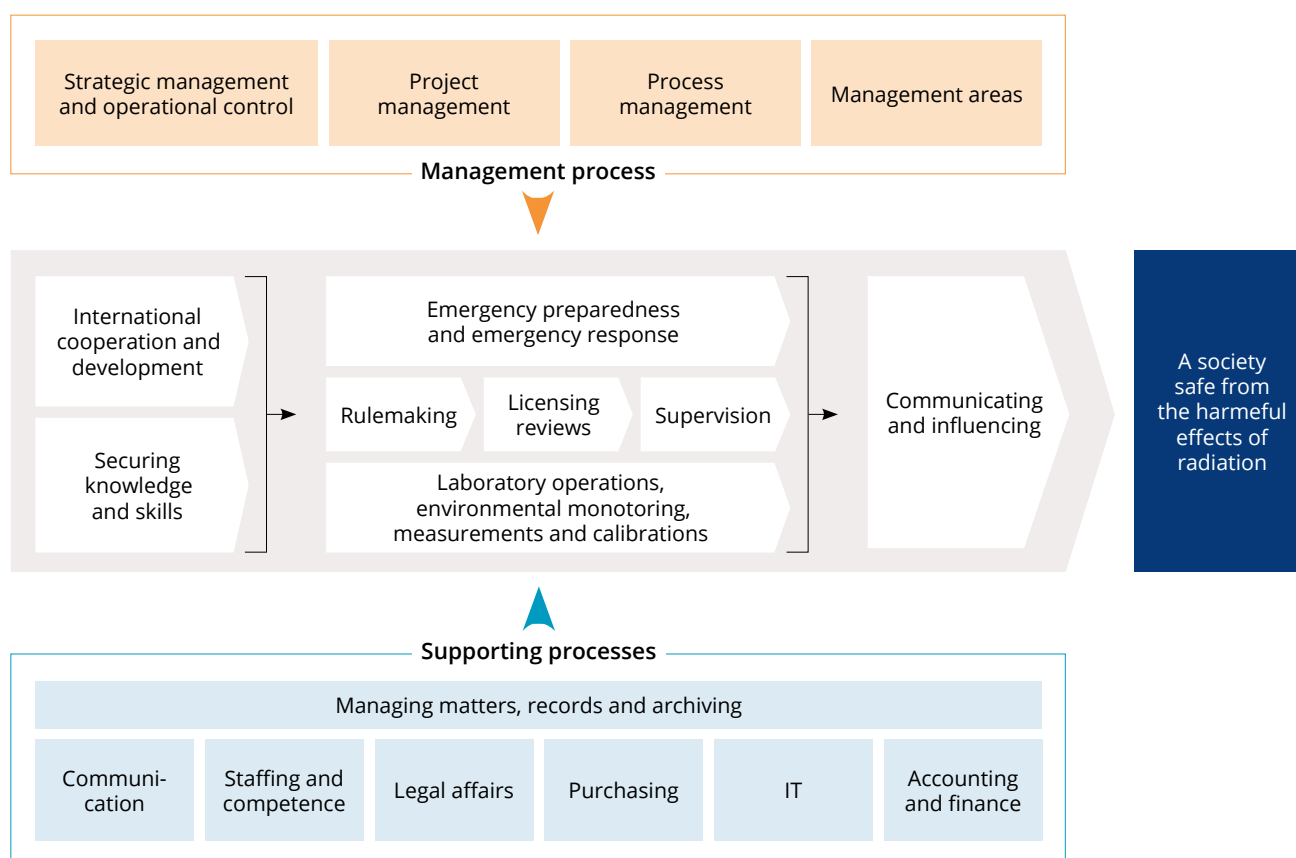 Strategic management
and operational control
Project
management
Process
management
Management areas
Management process
International
cooperation and
development
Securing
knowledge
and skills
Emergency preparedness
and emergency response
Rulemaking
Licensing
reviews
Supervision
Laboratory operations,
environmental monotoring,
measurements and calibrations
Communicating
and influencing
A society
safe from
the harmeful
effects of
radiation
Supporting processes
Managing matters, records and archiving
Communi-
cation
Staffing and
competence
Legal affairs
Purchasing
IT
Accounting
and finance